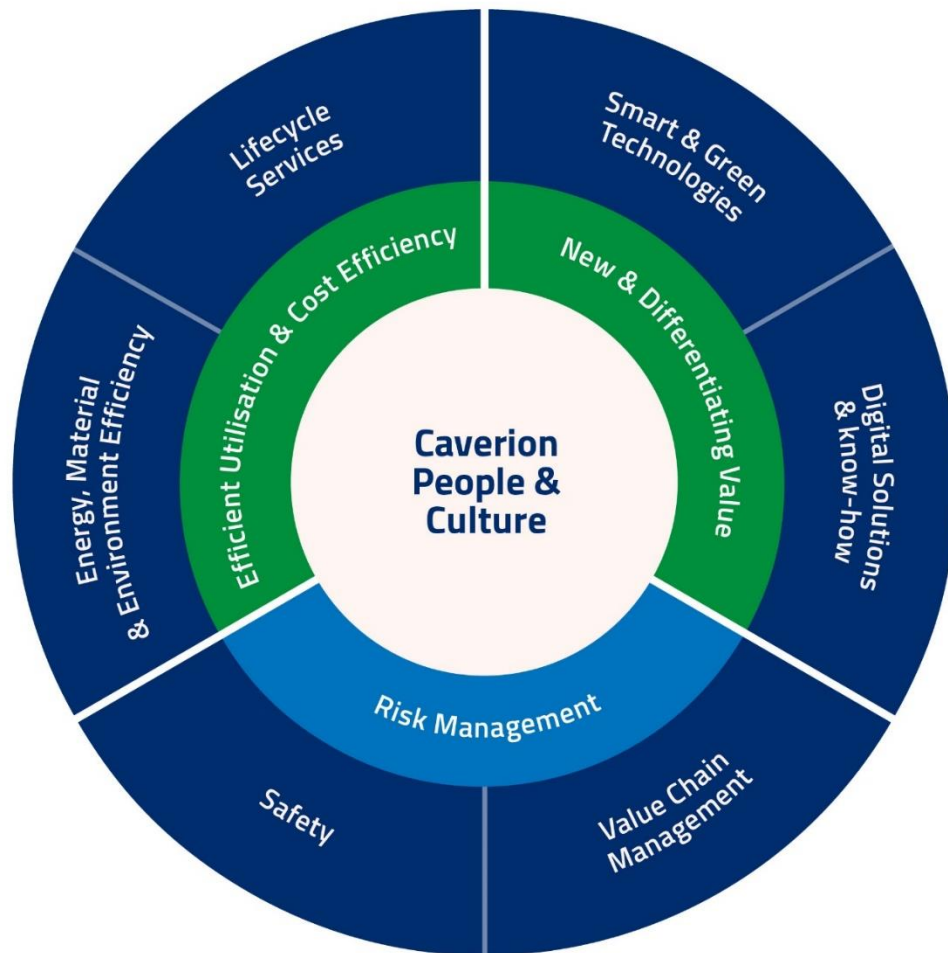 Lifecycle
Services
Smart & Green
Technologies
Efficient Utilisation & Cost Efficiency
New & Differentiating Value
Energy, Material
& Environment Efficiency
Caverion
People &
Culture
Digital Solutions
& know-how
Risk Management
Safety
Value Chain
Management